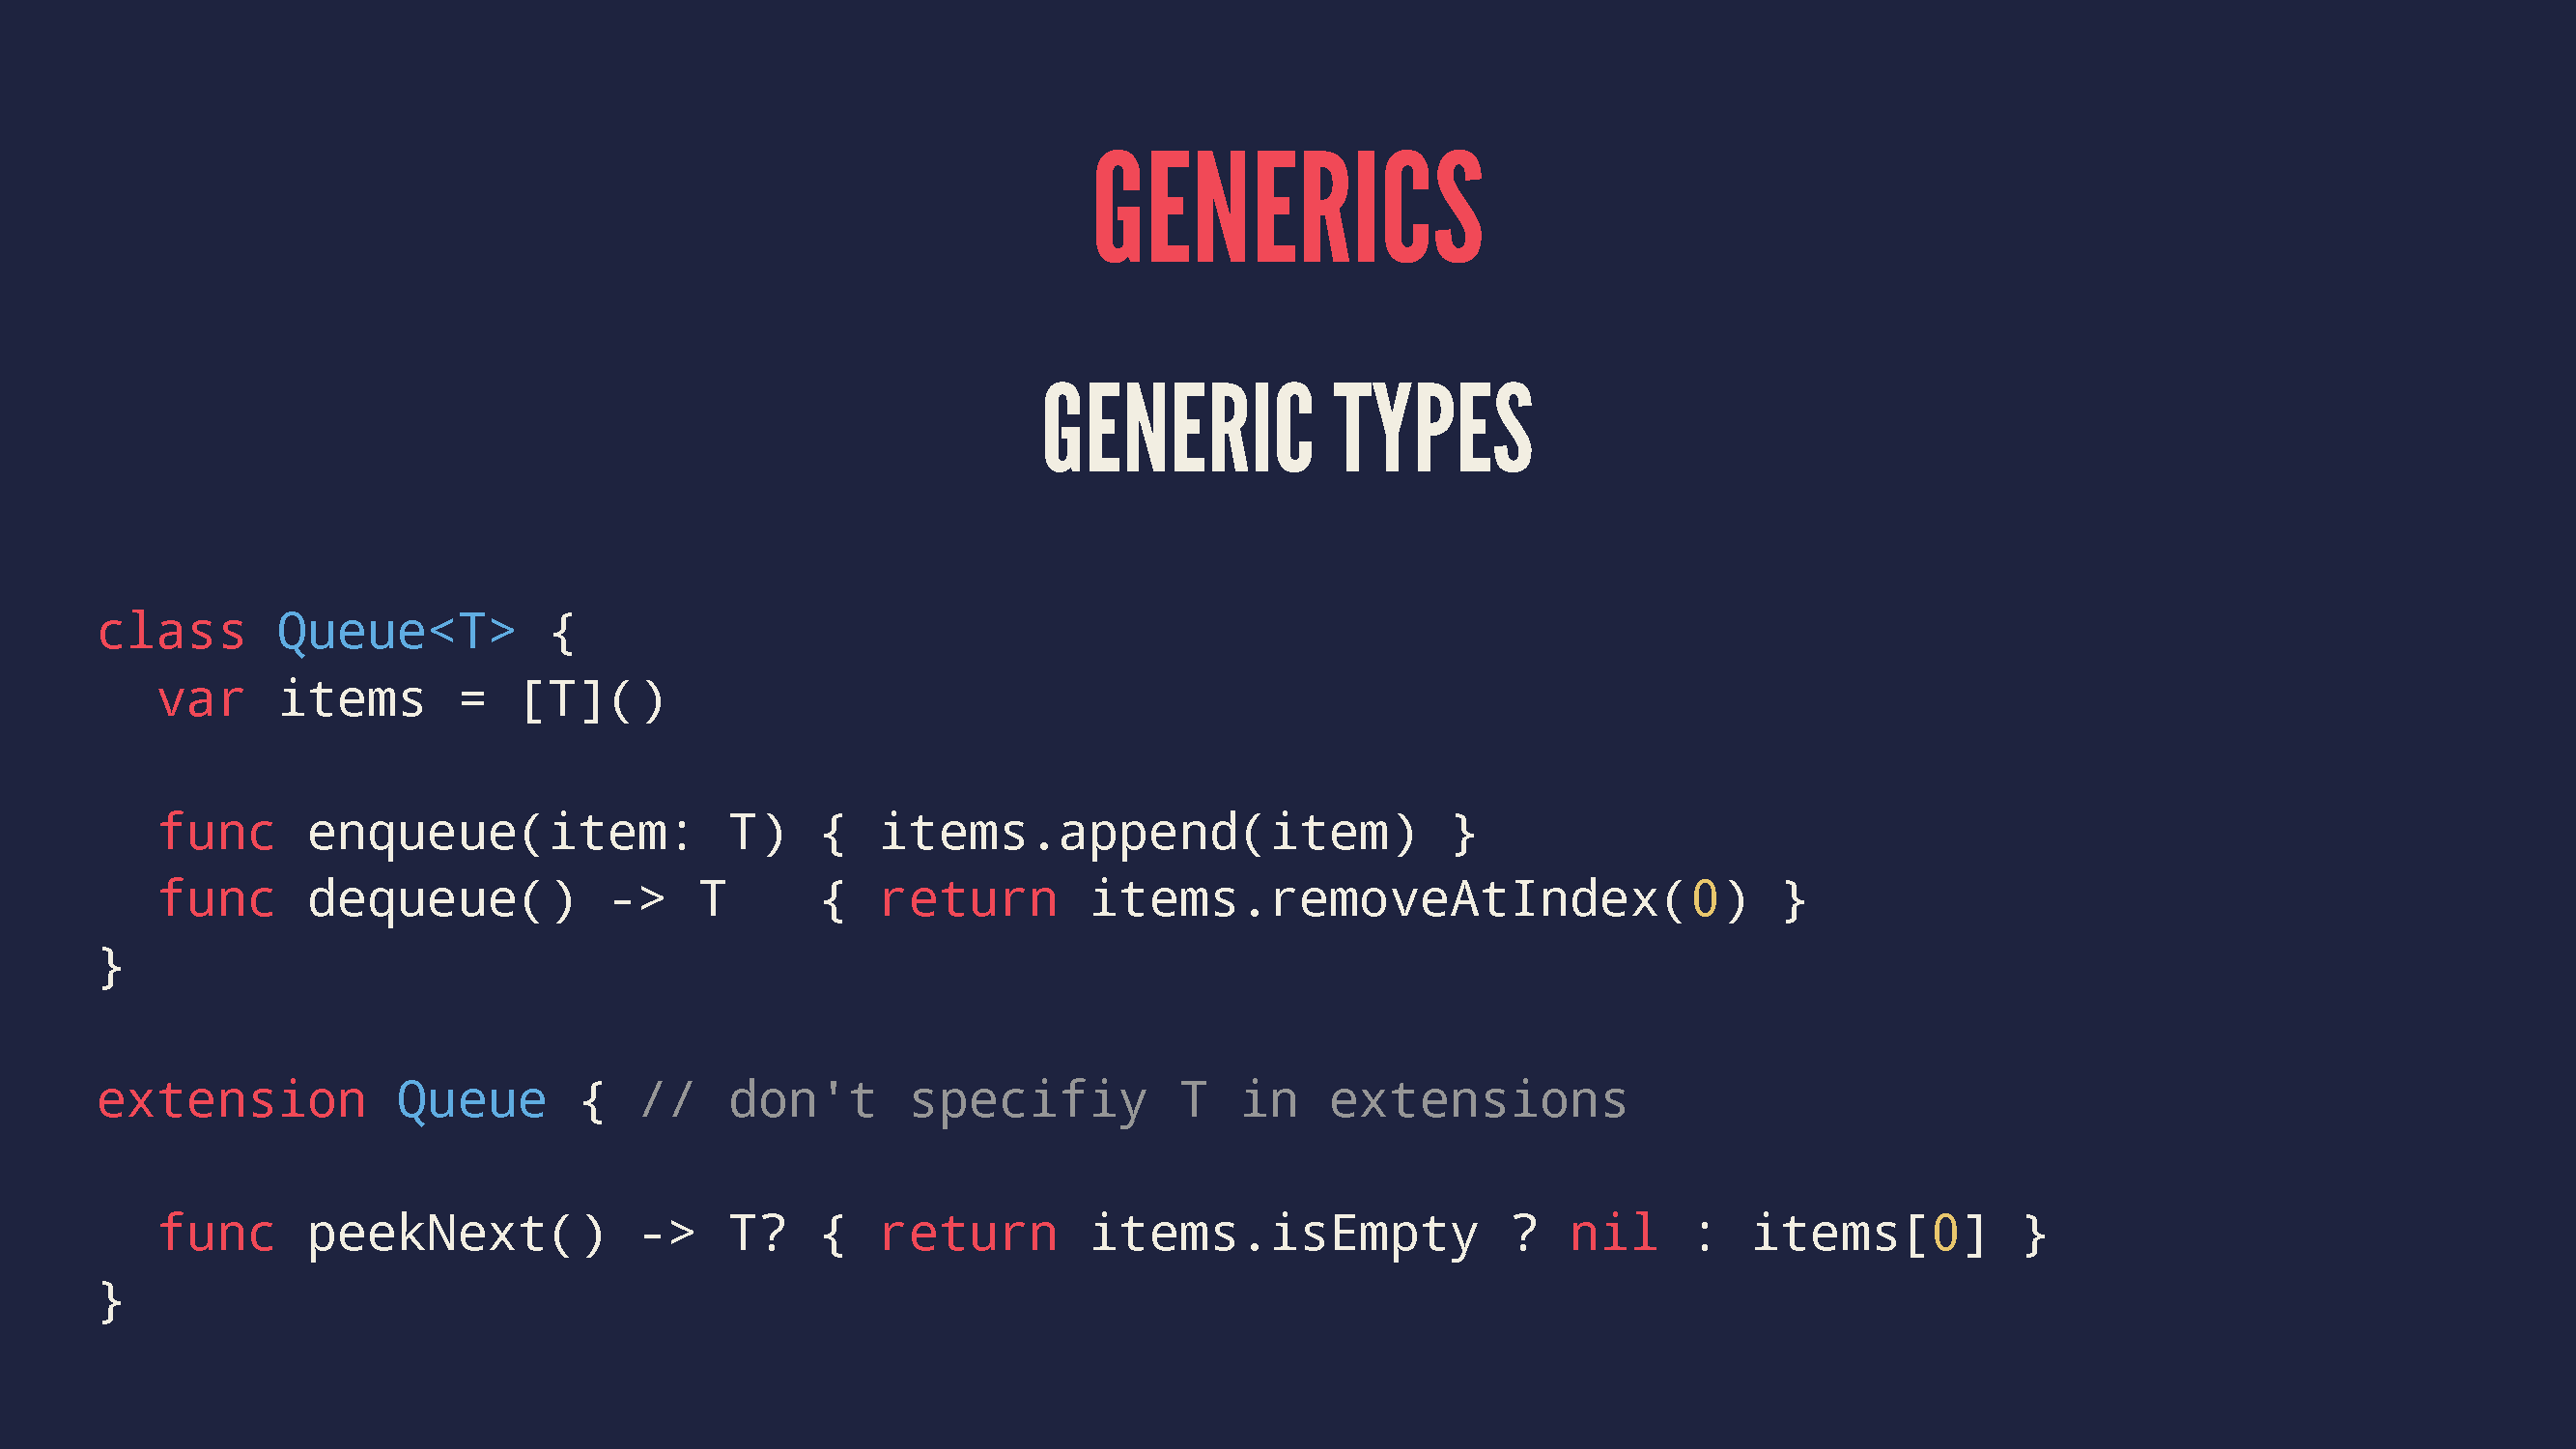 GENERICS
GENERIC TYPES
class Queue<T> {
var items = [T]()
func enqueue(item: T) { items.append(item) }
func dequeue() -> T { return items.removeAtIndex(0) }
}
extension Queue { // don't specifiy T in extensions
func peekNext() -> T? { return items.isEmpty ? nil : items[0] }
}